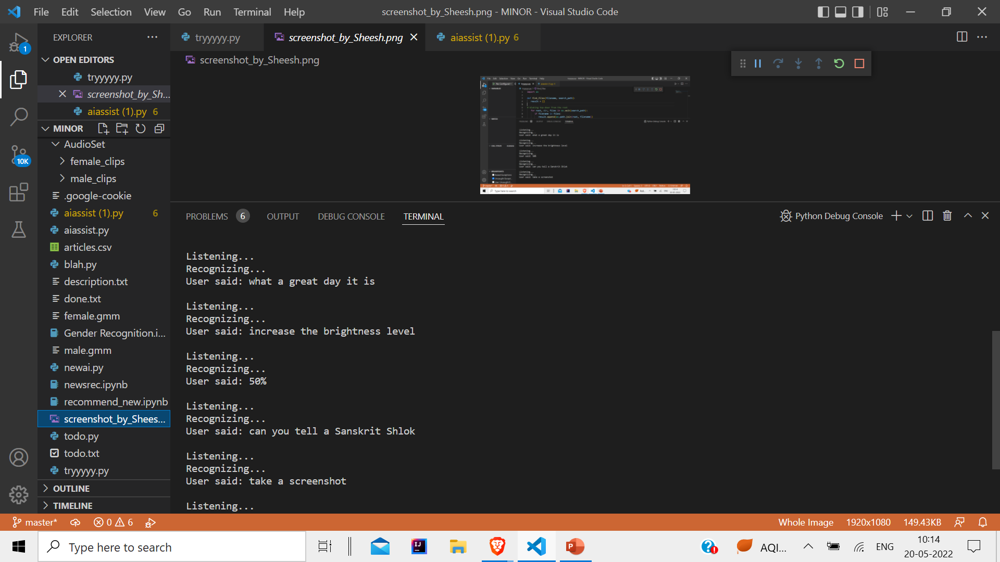 File Edit Selection View Go Run Terminal Help
screenshot_by_Sheesh.png - MINOR - Visual Studio Code
EXPLORER
tryyyyy.py
screenshot_by_Sheesh.png
aiassist (1).py 6
1
OPEN EDITORS
screenshot_by_Sheesh.png
tryyyyy.py
screenshot_by_Sh...
aiassist (1).py 6
MINOR
AudioSet
10K
female_clips
male_clips
.google-cookie
aiassist (1).py 6
aiassist.py
articles.csv
blah.py
description.txt
done.txt
female.gmm
Gender Recognition.i...
male.gmm
newai.py
newsrec.ipynb
recommend_new.ipynb
screenshot_by_Shees...
todo.py
todo.txt
tryyyyy.py
OUTLINE
TIMELINE
PROBLEMS 6 OUTPUT DEBUG CONSOLE TERMINAL
Python Debug Console
Listening...
Recognizing...
User said: what a great day it is
Listening...
Recognizing...
User said: increase the brightness level
Listening...
Recognizing...
User said: 50%
Listening...
Recognizing...
User said: can you tell a Sanskrit Shlok
Listening...
Recognizing...
User said: take a screenshot
Listening...
master* 0 6
Whole Image 1920x1080 149.43KB
Type here to search
IJ
P
AQI...
ENG
10:14
20-05-2022